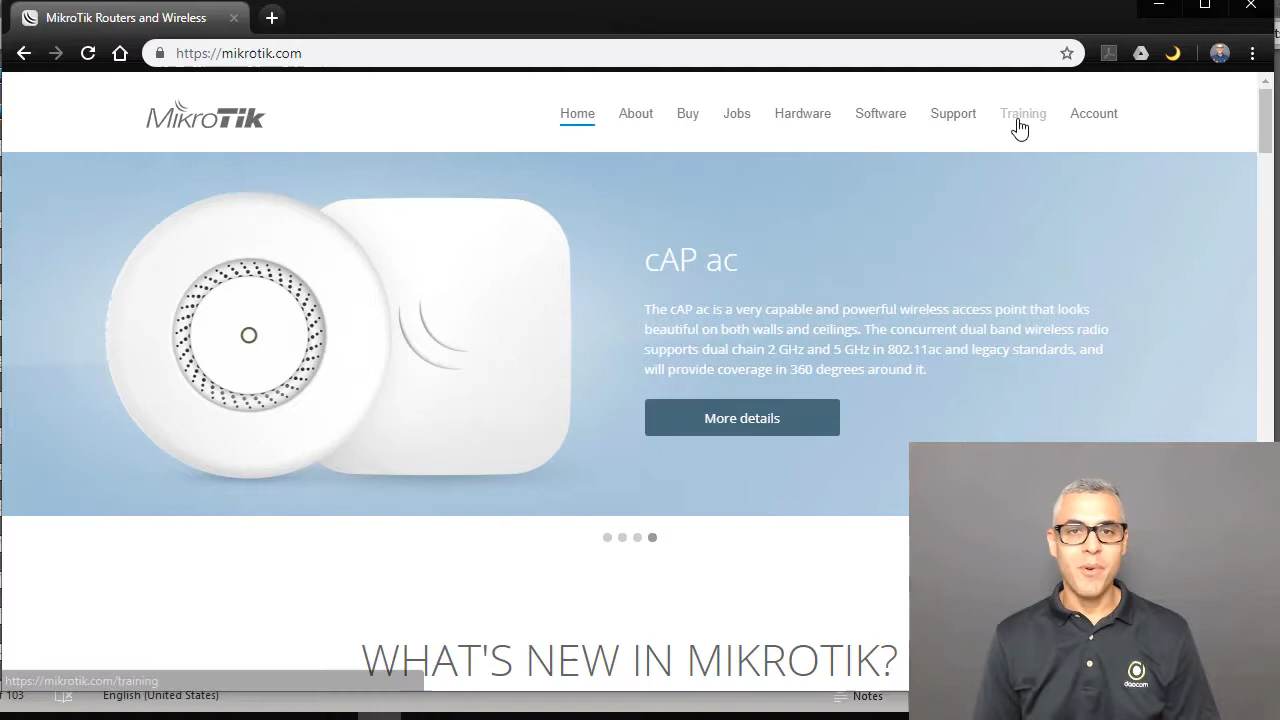 MikroTik Routers and Wireless
https://mikrotik.com
MikroTik
Home About Buy Jobs Hardware Software Support Training Account
cAP ac
The cAP ac is a very capable and powerful wireless access point that looks
beautiful on both walls and ceilings. The concurrent dual band wireless radio
supports dual chain 2 GHz and 5 GHz in 802.11ac and legacy standards, and
will provide coverage in 360 degrees around it.
More details
daocom
WHAT'S NEW IN MIKROTIK?
https://mikrotik.com/training
of 103 English (United States) Notes